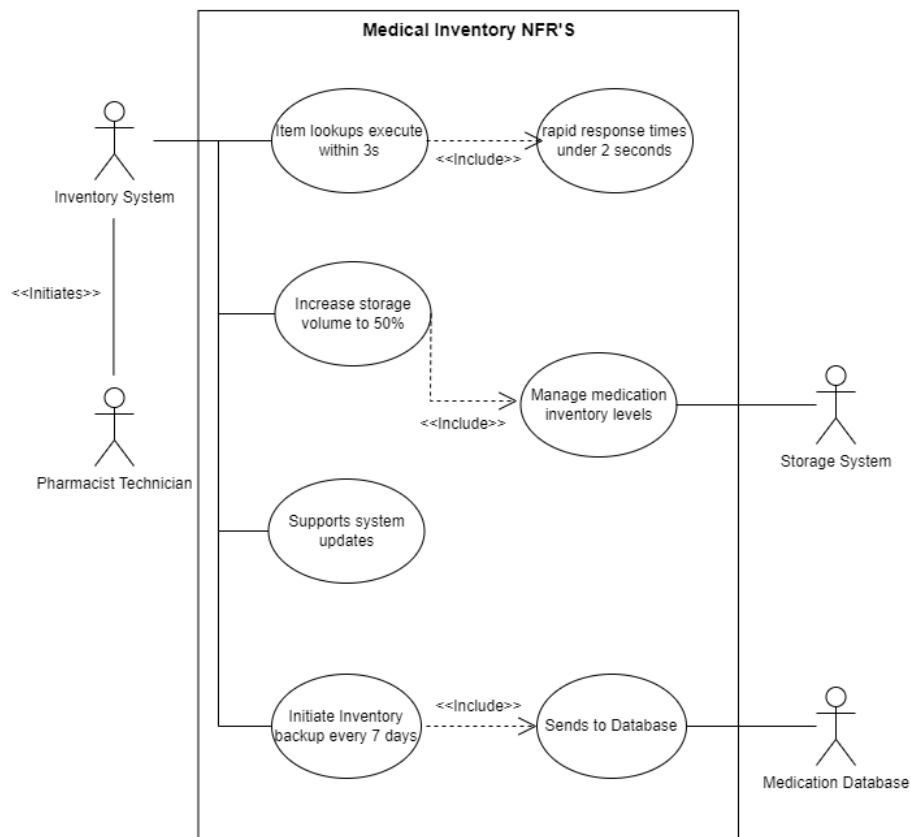 Medical Inventory NFR'S
Item lookups execute
within 3s
<<Include>>
rapid response times
under 2 seconds
Inventory System
<<Initiates>>
Increase storage
volume to 50%
<<Include>>
Manage medication
inventory levels
Storage System
Pharmacist Technician
Supports system
updates
Initiate Inventory
backup every 7 days
<<Include>>
Sends to Database
Medication Database